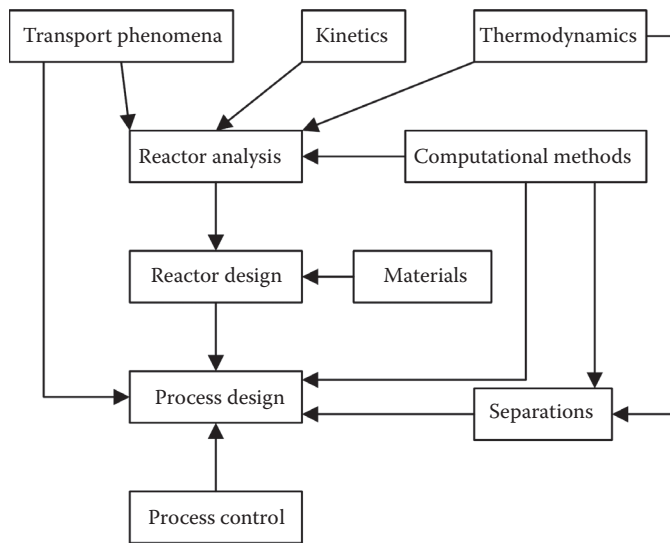 Transport phenomena
Kinetics
Thermodynamics
Reactor analysis
Computational methods
Reactor design
Materials
Process design
Separations
Process control